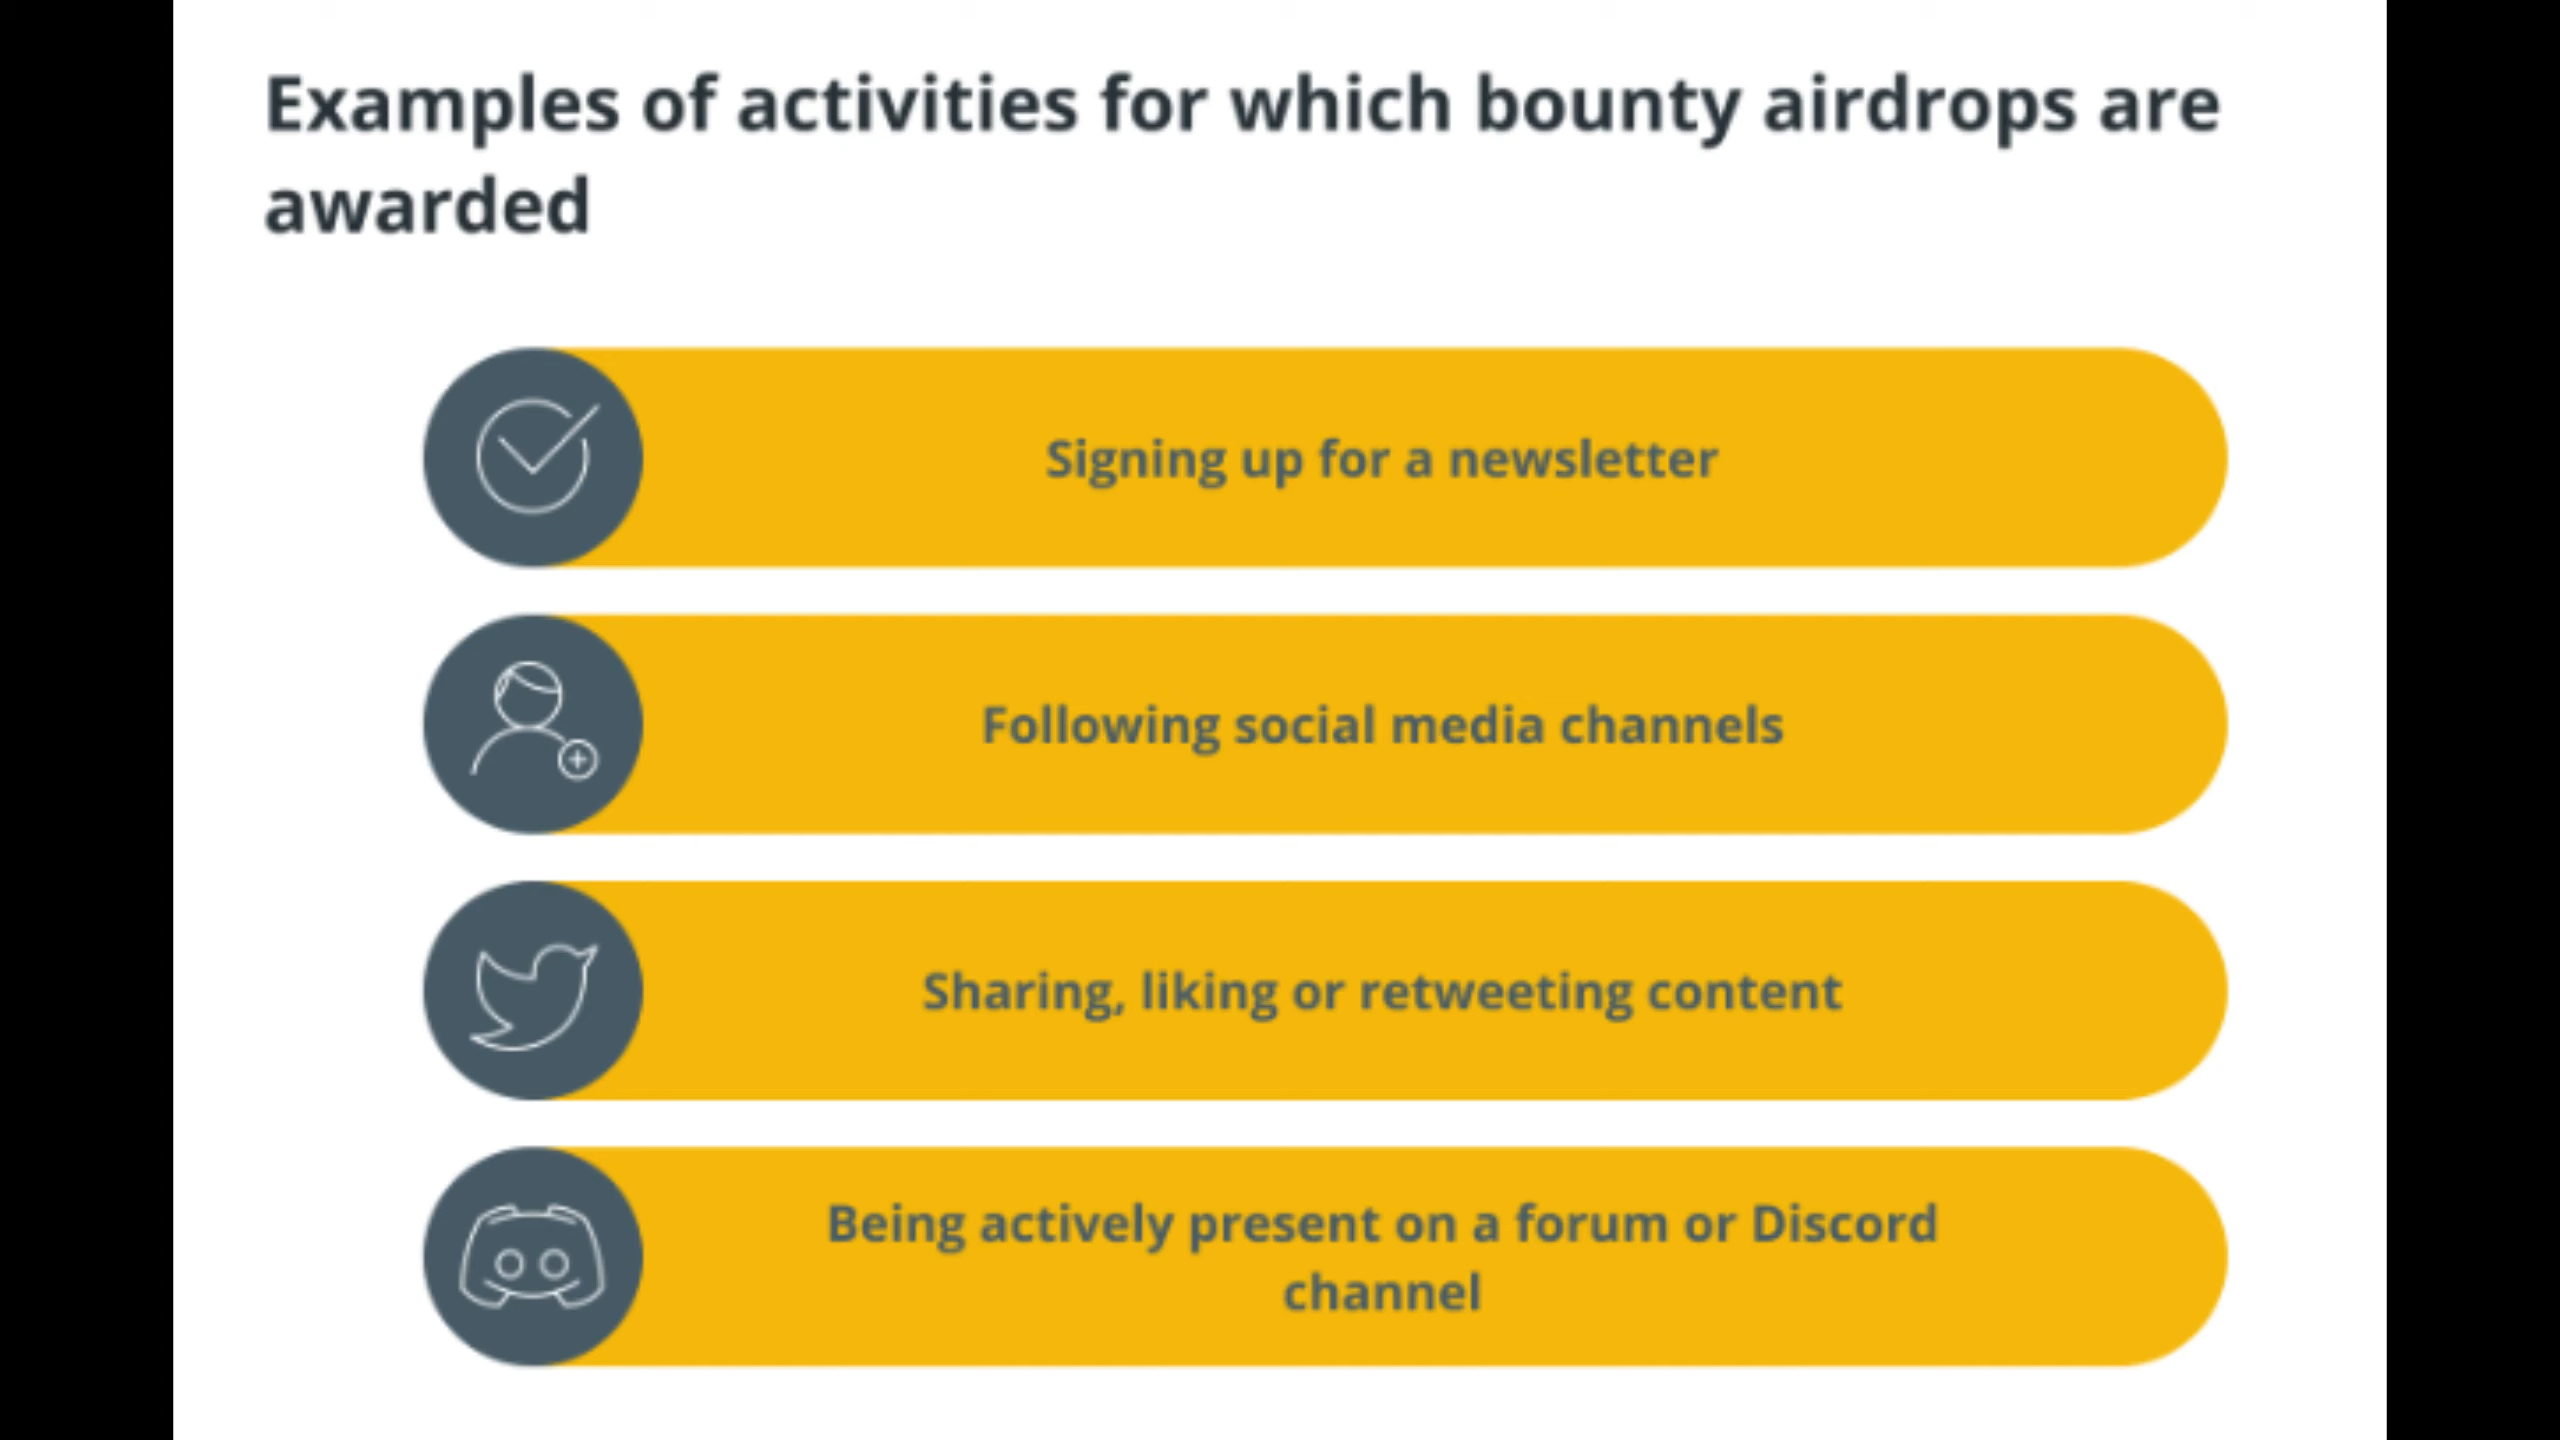 Examples of activities for which bounty airdrops are
awarded
Signing up for a newsletter
Following social media channels
Sharing, liking or retweeting content
Being actively present on a forum or Discord
channel